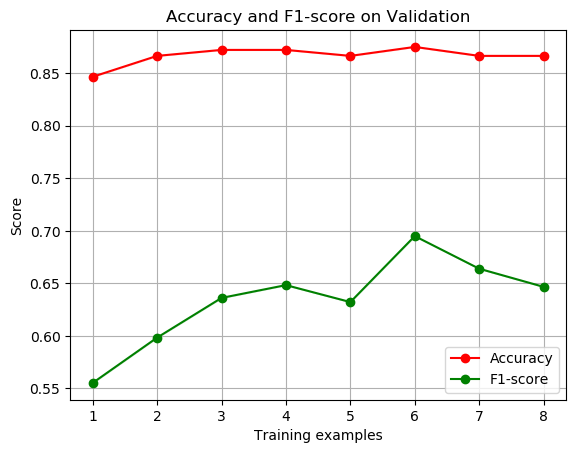 Accuracy and F1-score on Validation
Score
0.85
0.80
0.75
0.70
0.65
0.60
0.55
Accuracy
F1-score
1 2 3 4 5 6 7 8
Training examples